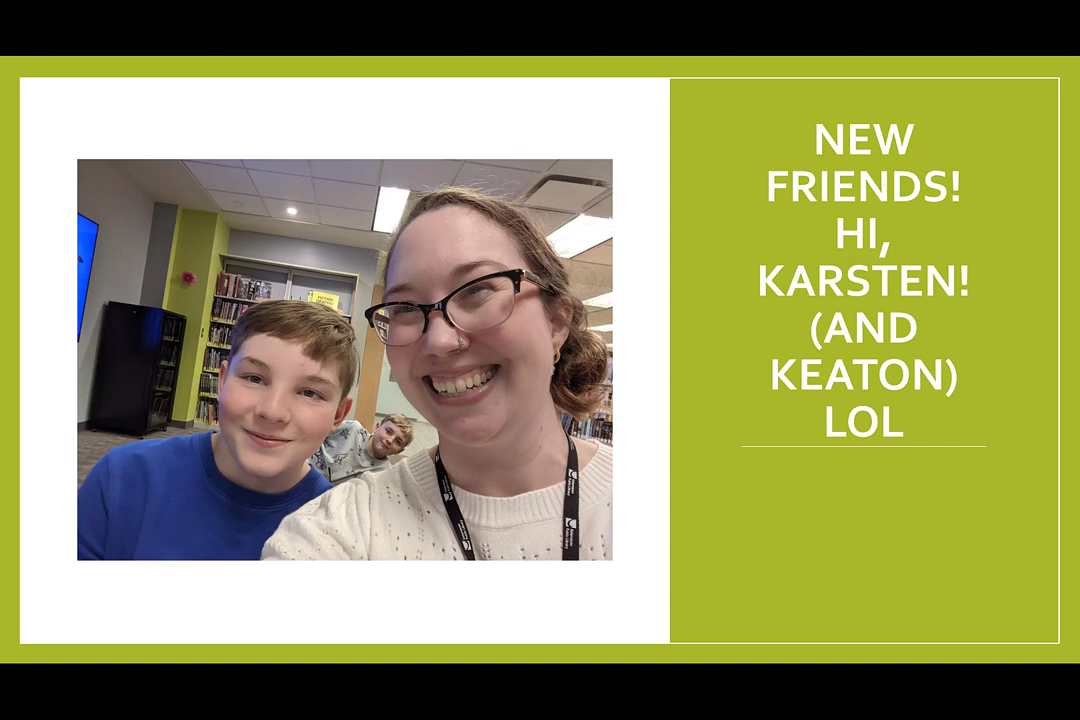 NEW
FRIENDS!
HI,
KARSTEN!
(AND
KEATON)
LOL